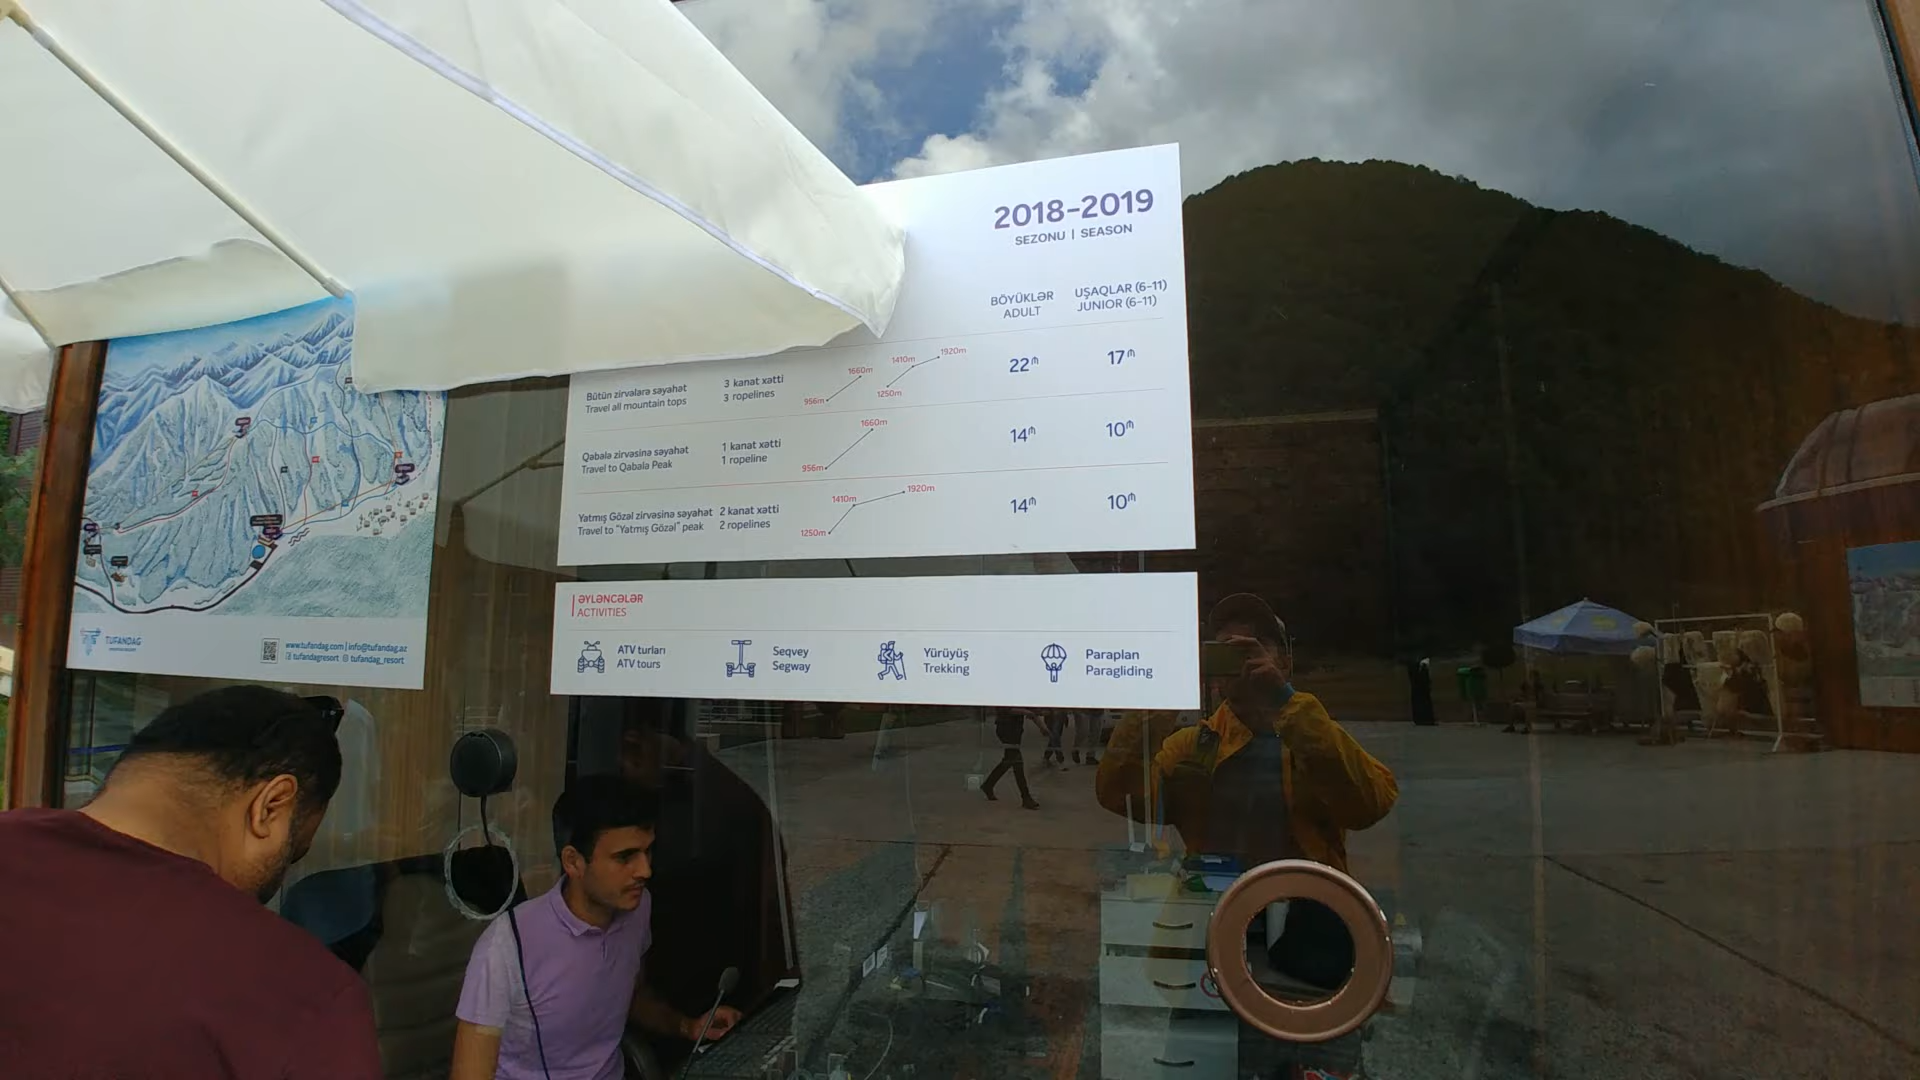 2018-2019
SEZONU | SEASON
BÖYÜKLƏR
ADULT
UŞAQLAR (6-11)
JUNIOR (6-11)
Bütün zirvələrə səyahət
Travel all mountain tops
3 kanat xətti
3 ropelines
956m
1660m
1250m
1410m
1920m
22₼
17₼
Qəbələ zirvəsinə səyahət
Travel to Qabala Peak
1 kanat xətti
1 ropeline
956m
1660m
14₼
10₼
Yatmış Gözəl zirvəsinə səyahət
Travel to "Yatmış Gözəl" peak
2 kanat xətti
2 ropelines
1250m
1410m
1920m
14₼
10₼
ƏYLƏNCƏLƏR
ACTIVITIES
ATV turları
ATV tours
Seqvey
Segway
Yürüyüş
Trekking
Paraplan
Paragliding
TUFANDAG
www.tufandag.com | info@tufandag.az
tufandagresort tufandag_resort